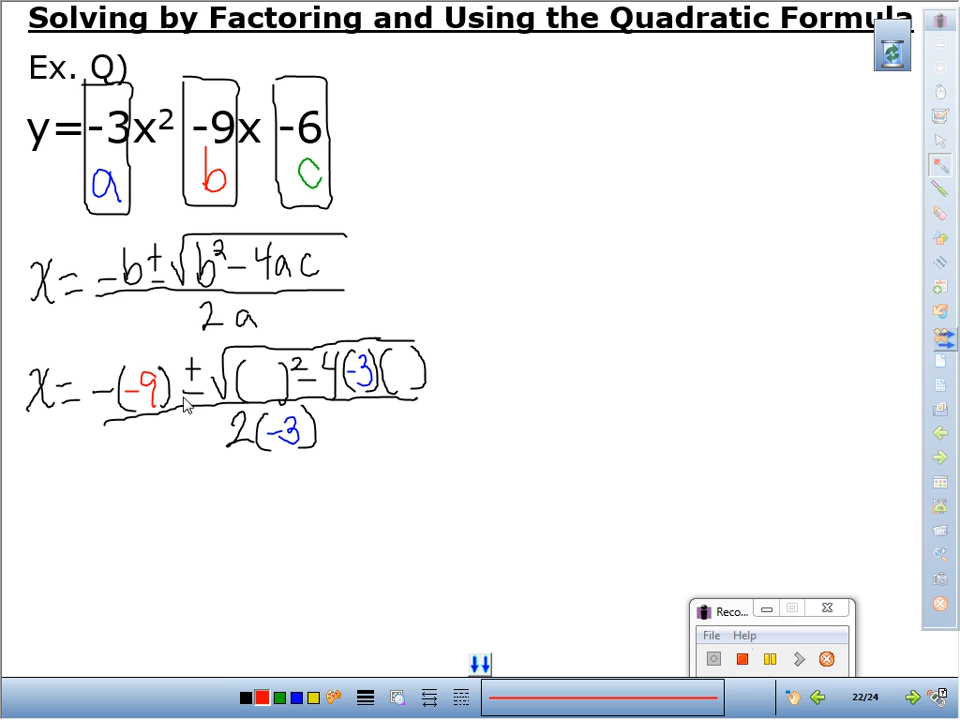 Solving by Factoring and Using the Quadratic Formula
Ex. Q)
y=-3x² -9x -6
a b c
x = -b ± √b² - 4ac
2a
x = -(-9) ± √( )² - 4(-3)( )
2(-3)
Reco...
File Help
22/24